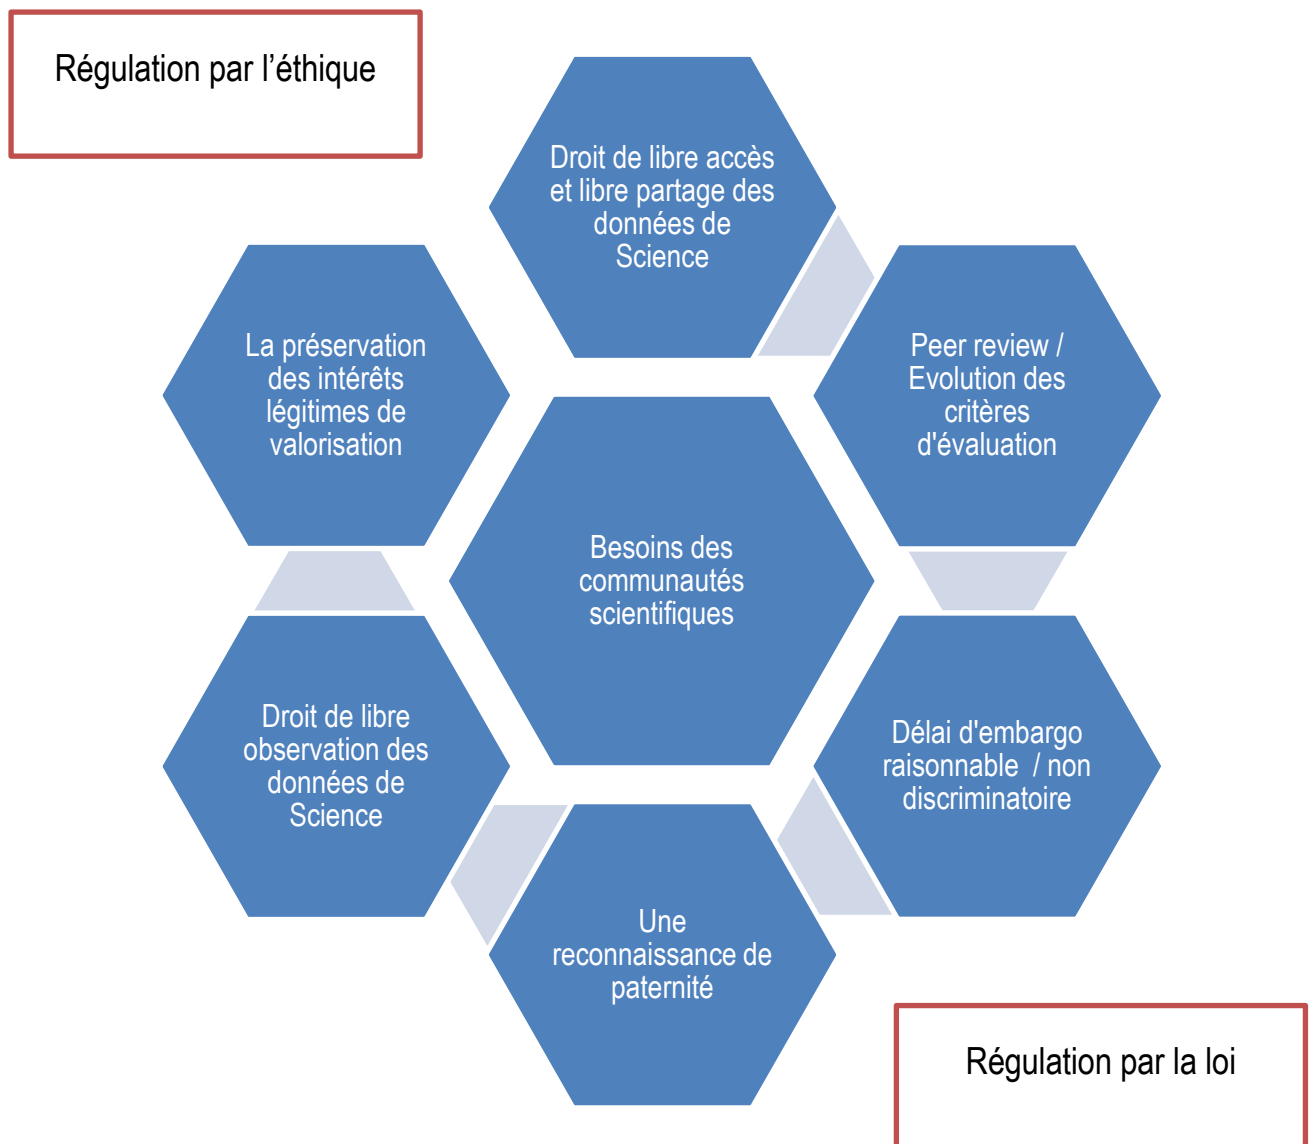 Régulation par l’éthique
Droit de libre accès
et libre partage des
données de
Science
La préservation
des intérêts
légitimes de
valorisation
Peer review /
Evolution des
critères
d'évaluation
Besoins des
communautés
scientifiques
Droit de libre
observation des
données de
Science
Délai d'embargo
raisonnable / non
discriminatoire
Une
reconnaissance de
paternité
Régulation par la loi